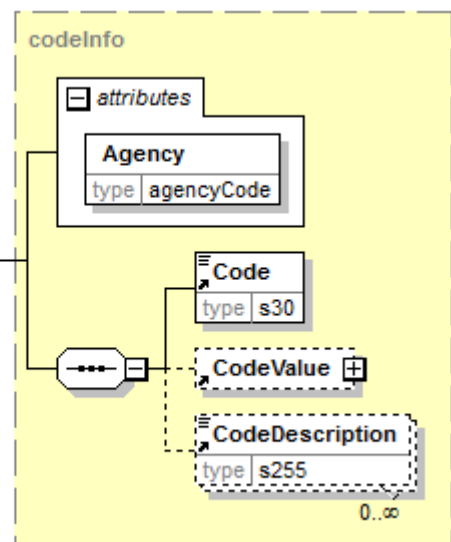 codeInfo
attributes
Agency
type agencyCode
Code
type s30
CodeValue
CodeDescription
type s255
0..∞